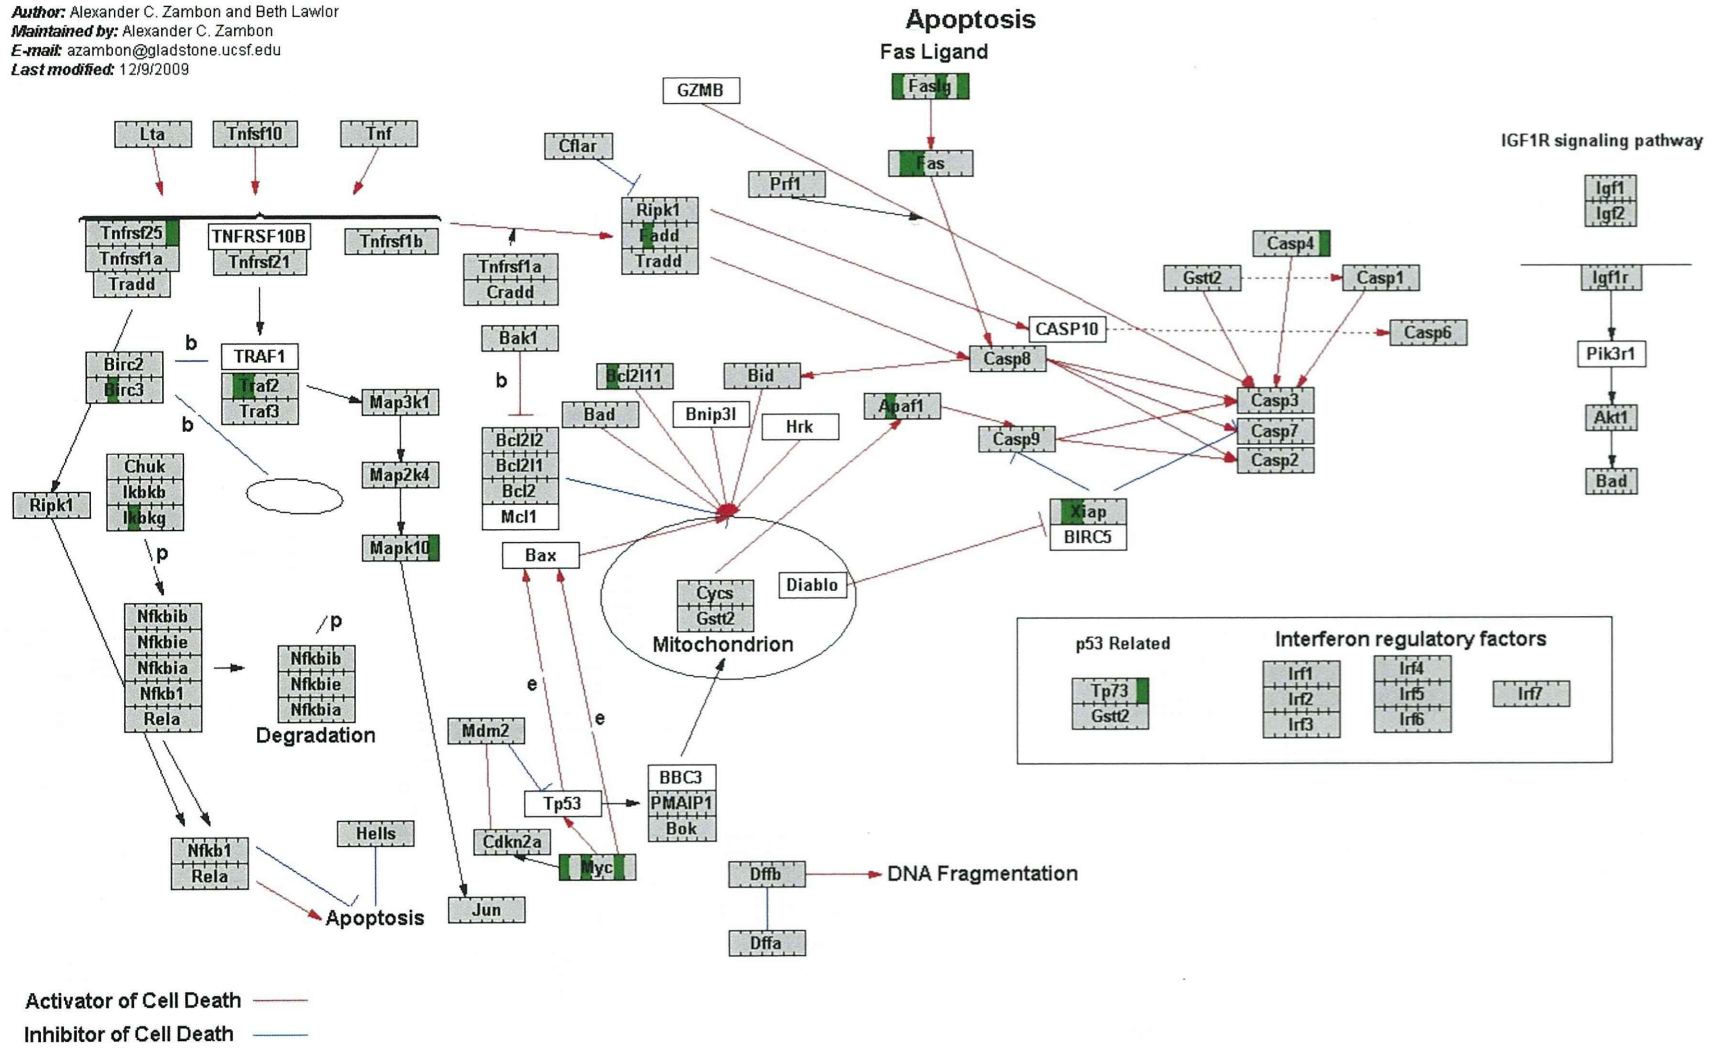 Author: Alexander C. Zambon and Beth Lawlor
Maintained by: Alexander C. Zambon
E-mail: azambon@gladstone.ucsf.edu
Last modified: 12/9/2009
Apoptosis
Fas Ligand
GZMB
Faslg
Lta
Tnfsf10
Tnf
Cflar
Fas
IGF1R signaling pathway
Prf1
Igf1
Igf2
Ripk1
Fadd
Tradd
Tnfrsf25
Tnfrsf1a
Tradd
TNFRSF10B
Tnfrsf21
Tnfrsf1b
Tnfrsf1a
Cradd
Casp4
Gstt2
Casp1
Igf1r
Bak1
CASP10
Casp6
b
TRAF1
Birc2
Birc3
Casp8
Pik3r1
Traf2
Traf3
b
Bcl2l11
Bid
Map3k1
Bad
Bnip3l
Hrk
Apaf1
Casp3
Casp7
Casp2
Akt1
b
Casp9
Bcl2l2
Bcl2l1
Bcl2
Mcl1
Chuk
Ikbkb
Ikbkg
Map2k4
Bad
Ripk1
Xiap
BIRC5
p
Mapk10
Bax
Diablo
Cycs
Gstt2
Mitochondrion
Nfkbib
Nfkbie
Nfkbia
Nfkb1
Rela
p
Nfkbib
Nfkbie
Nfkbia
Degradation
p53 Related
Interferon regulatory factors
Tp73
Gstt2
Irf1
Irf2
Irf3
Irf4
Irf5
Irf6
Irf7
e
e
Mdm2
BBC3
PMAIP1
Bok
Tp53
Hells
Cdkn2a
Nfkb1
Rela
Myc
Dffb
DNA Fragmentation
Apoptosis
Jun
Dffa
Activator of Cell Death
Inhibitor of Cell Death